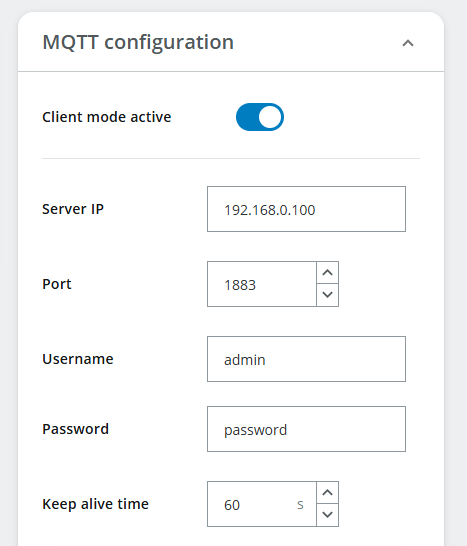 MQTT configuration
Client mode active
Server IP 192.168.0.100
Port 1883
Username admin
Password password
Keep alive time 60 s